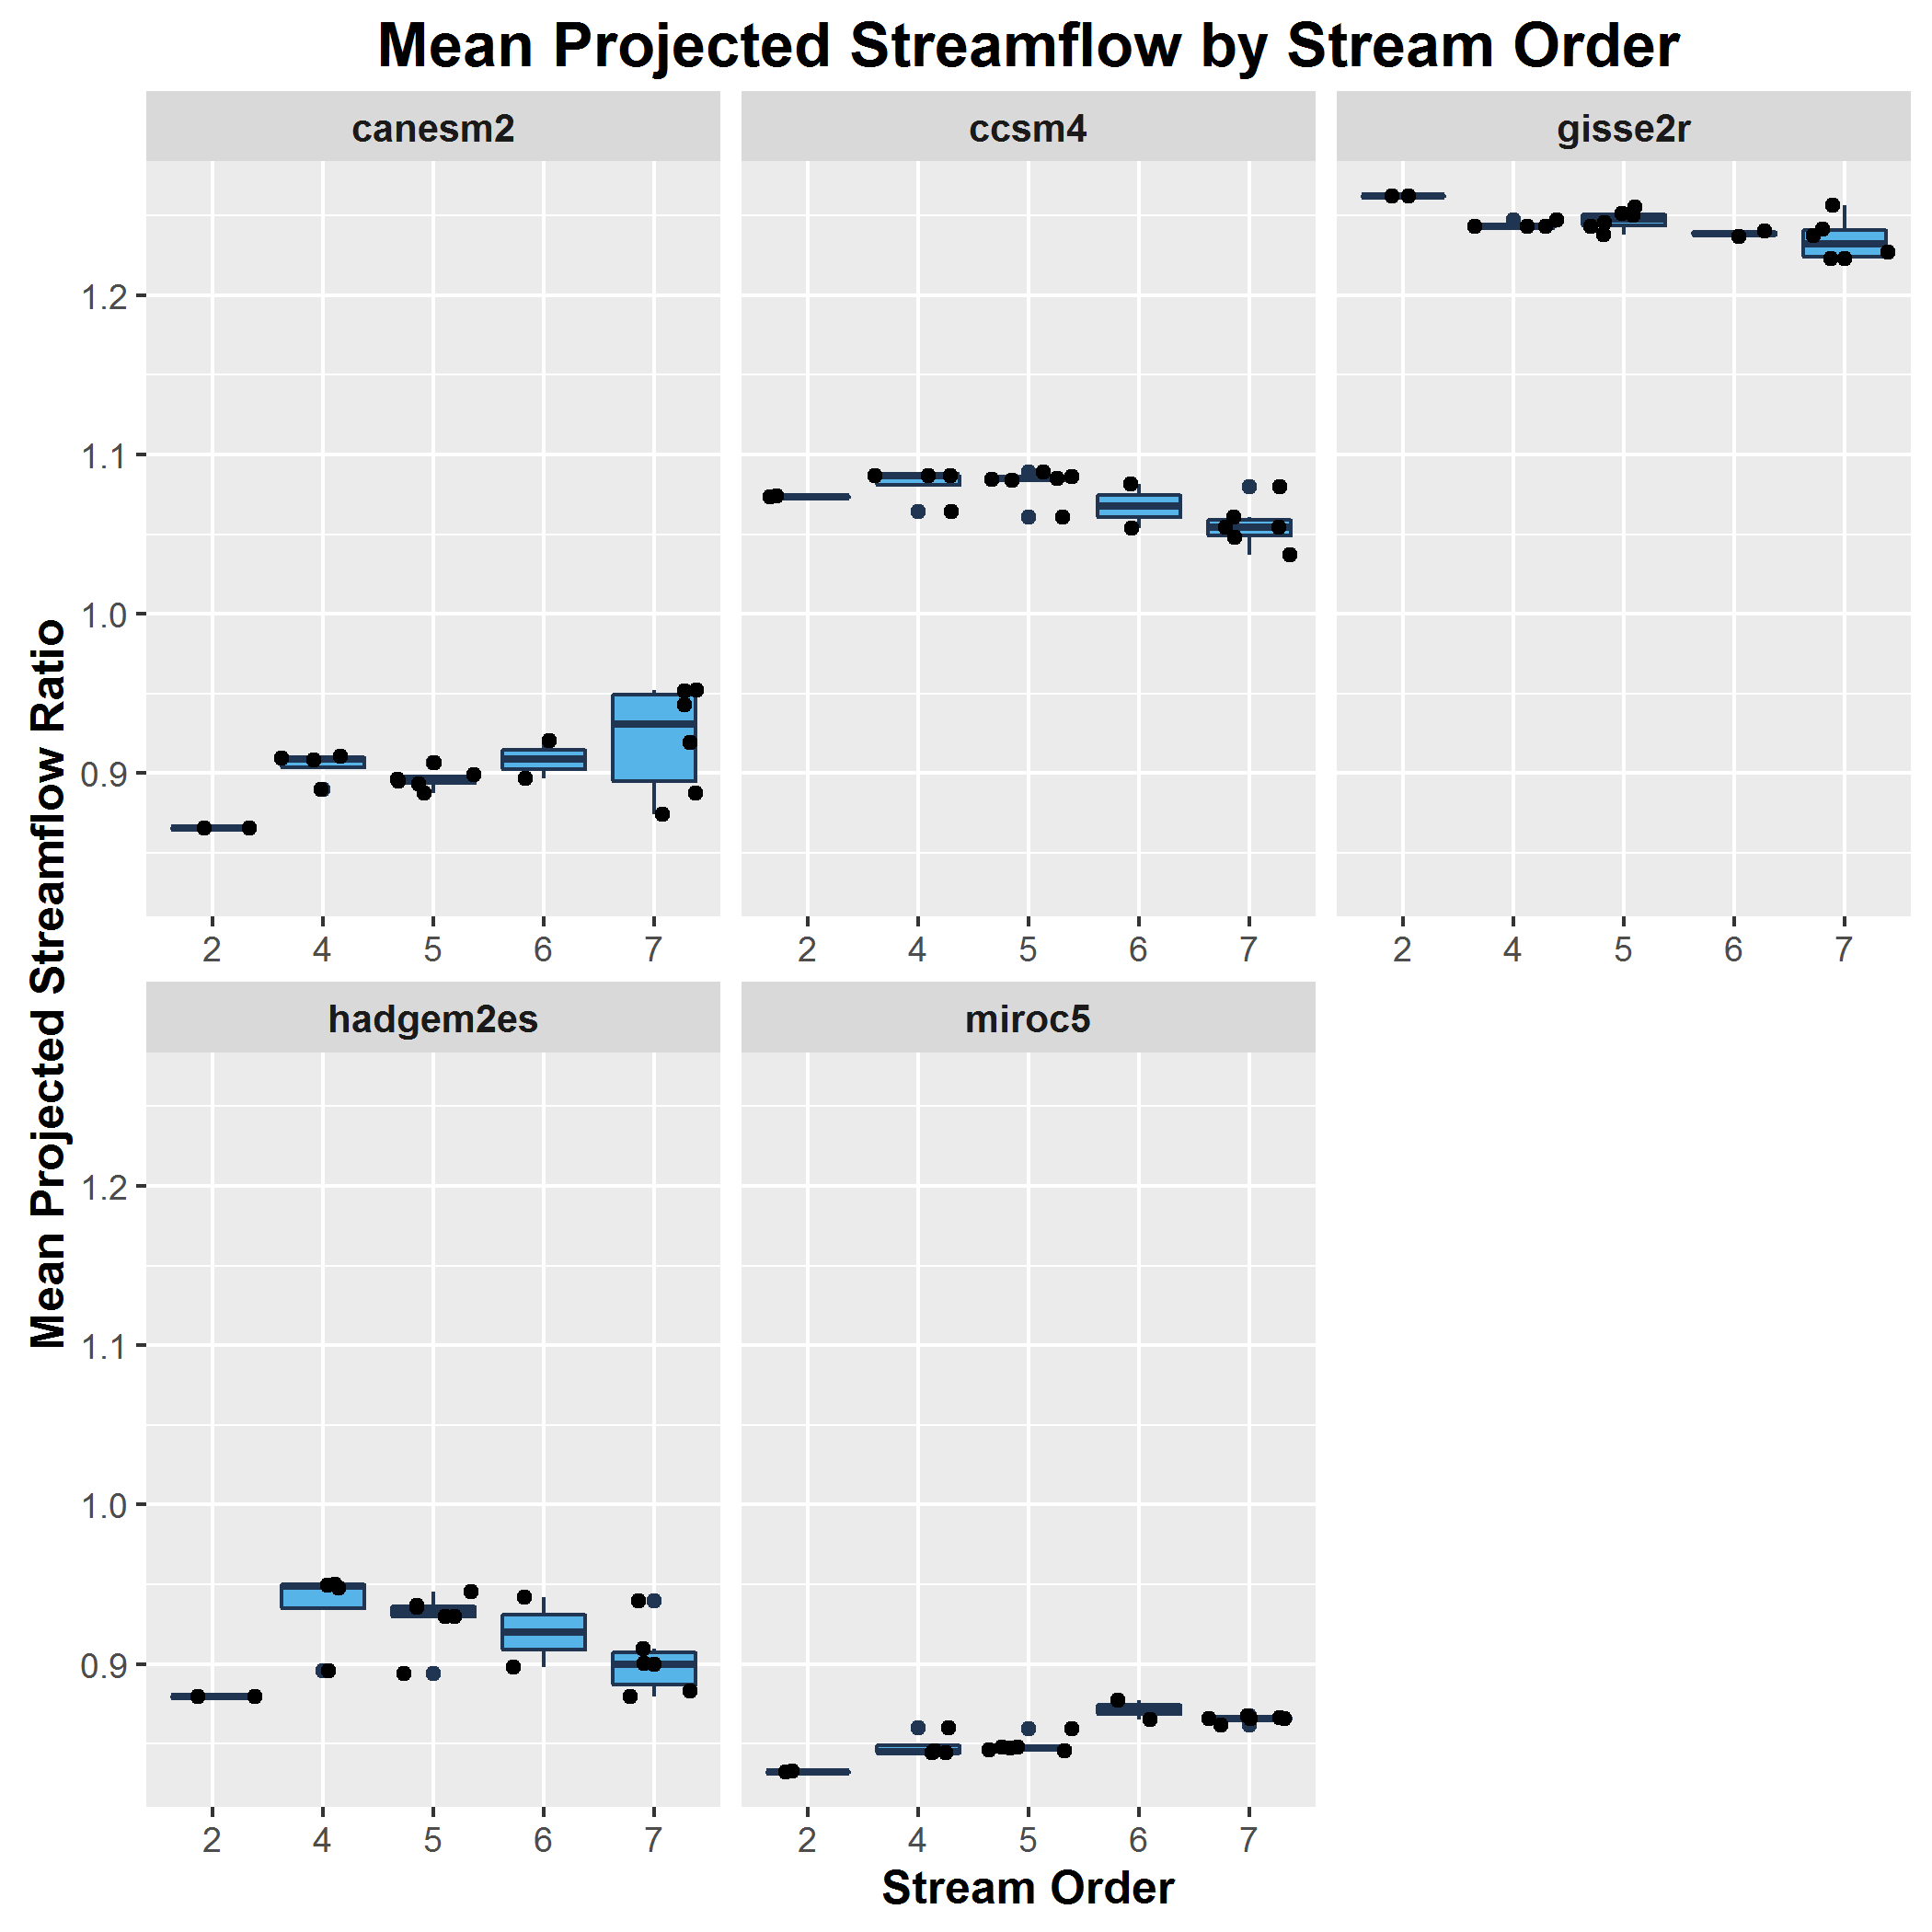 Mean Projected Streamflow by Stream Order
canesm2
ccsm4
gisse2r
1.2
1.1
1.0
0.9
2 4 5 6 7
2 4 5 6 7
2 4 5 6 7
Mean Projected Streamflow Ratio
hadgem2es
miroc5
1.2
1.1
1.0
0.9
2 4 5 6 7
2 4 5 6 7
Stream Order